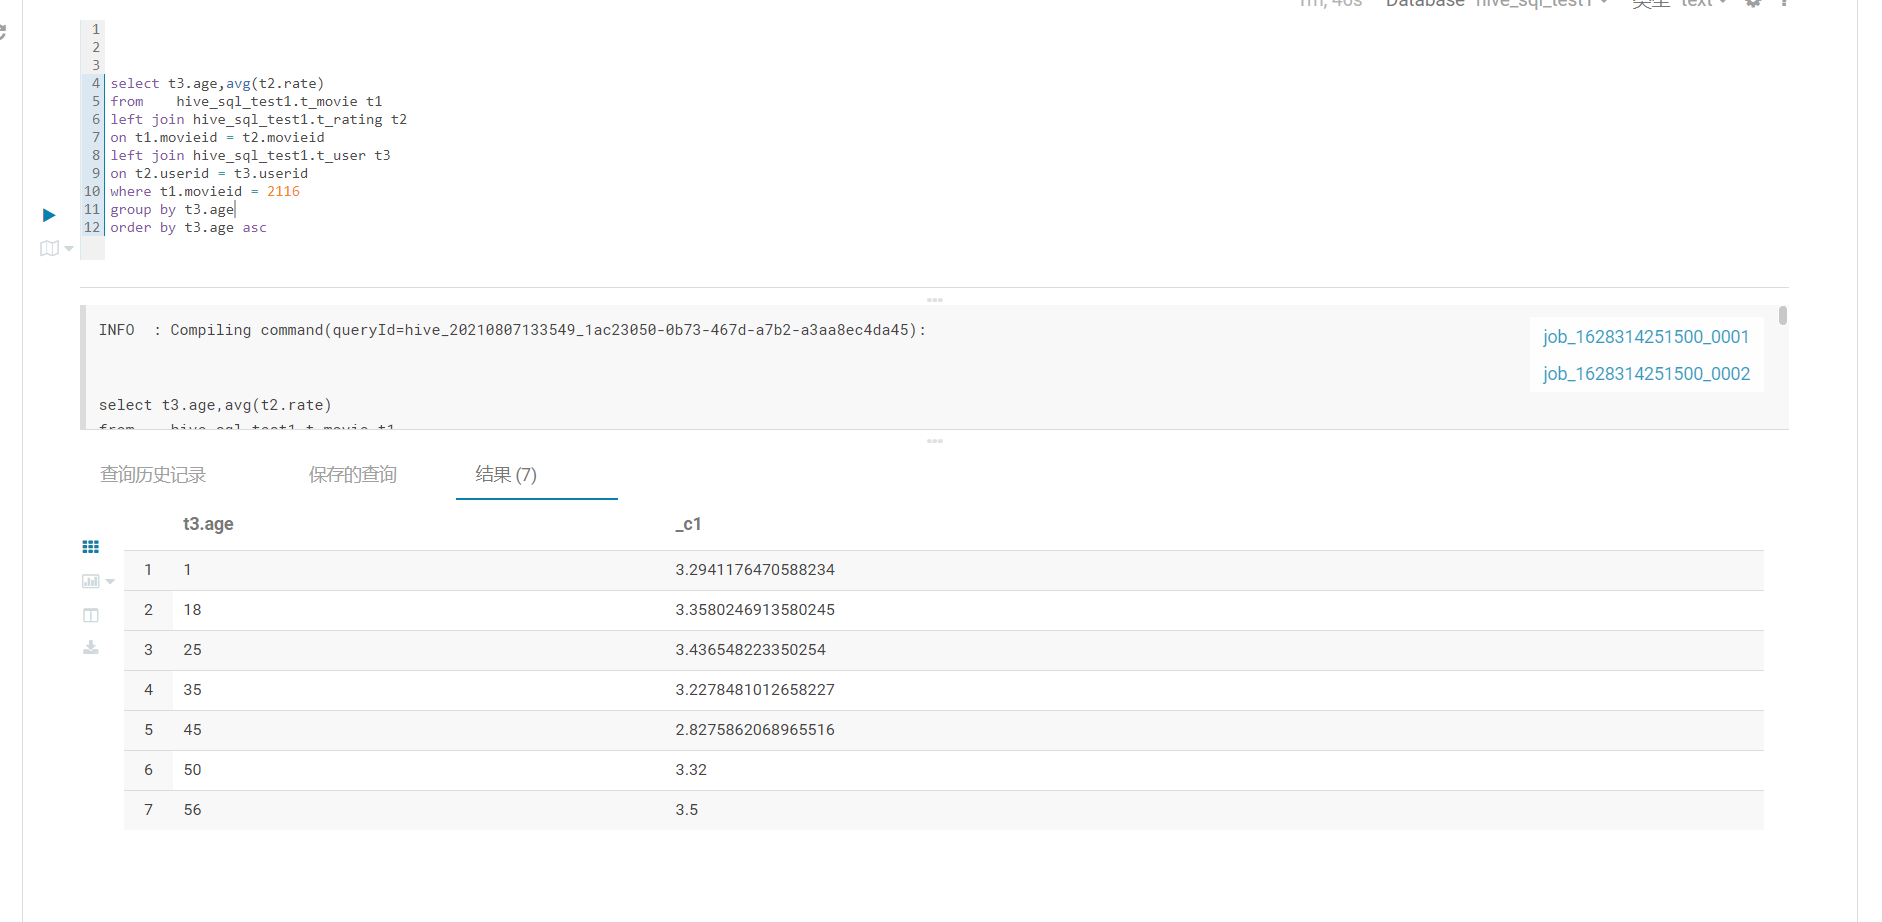 1m, 46s Database hive_sql_test1 类型 text
1
2
3
4 select t3.age,avg(t2.rate)
5 from    hive_sql_test1.t_movie t1
6 left join hive_sql_test1.t_rating t2
7 on t1.movieid = t2.movieid
8 left join hive_sql_test1.t_user t3
9 on t2.userid = t3.userid
10 where t1.movieid = 2116
11 group by t3.age
12 order by t3.age asc
INFO  : Compiling command(queryId=hive_20210807133549_1ac23050-0b73-467d-a7b2-a3aa8ec4da45):
job_1628314251500_0001
job_1628314251500_0002
select t3.age,avg(t2.rate)
from    hive_sql_test1.t_movie t1
查询历史记录 保存的查询 结果 (7)
t3.age _c1
1 1 3.2941176470588234
2 18 3.3580246913580245
3 25 3.436548223350254
4 35 3.2278481012658227
5 45 2.8275862068965516
6 50 3.32
7 56 3.5